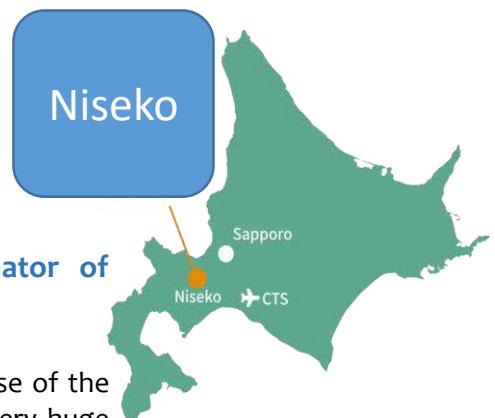 Niseko
Sapporo
ator of
Niseko CTS
se of the
ery huge